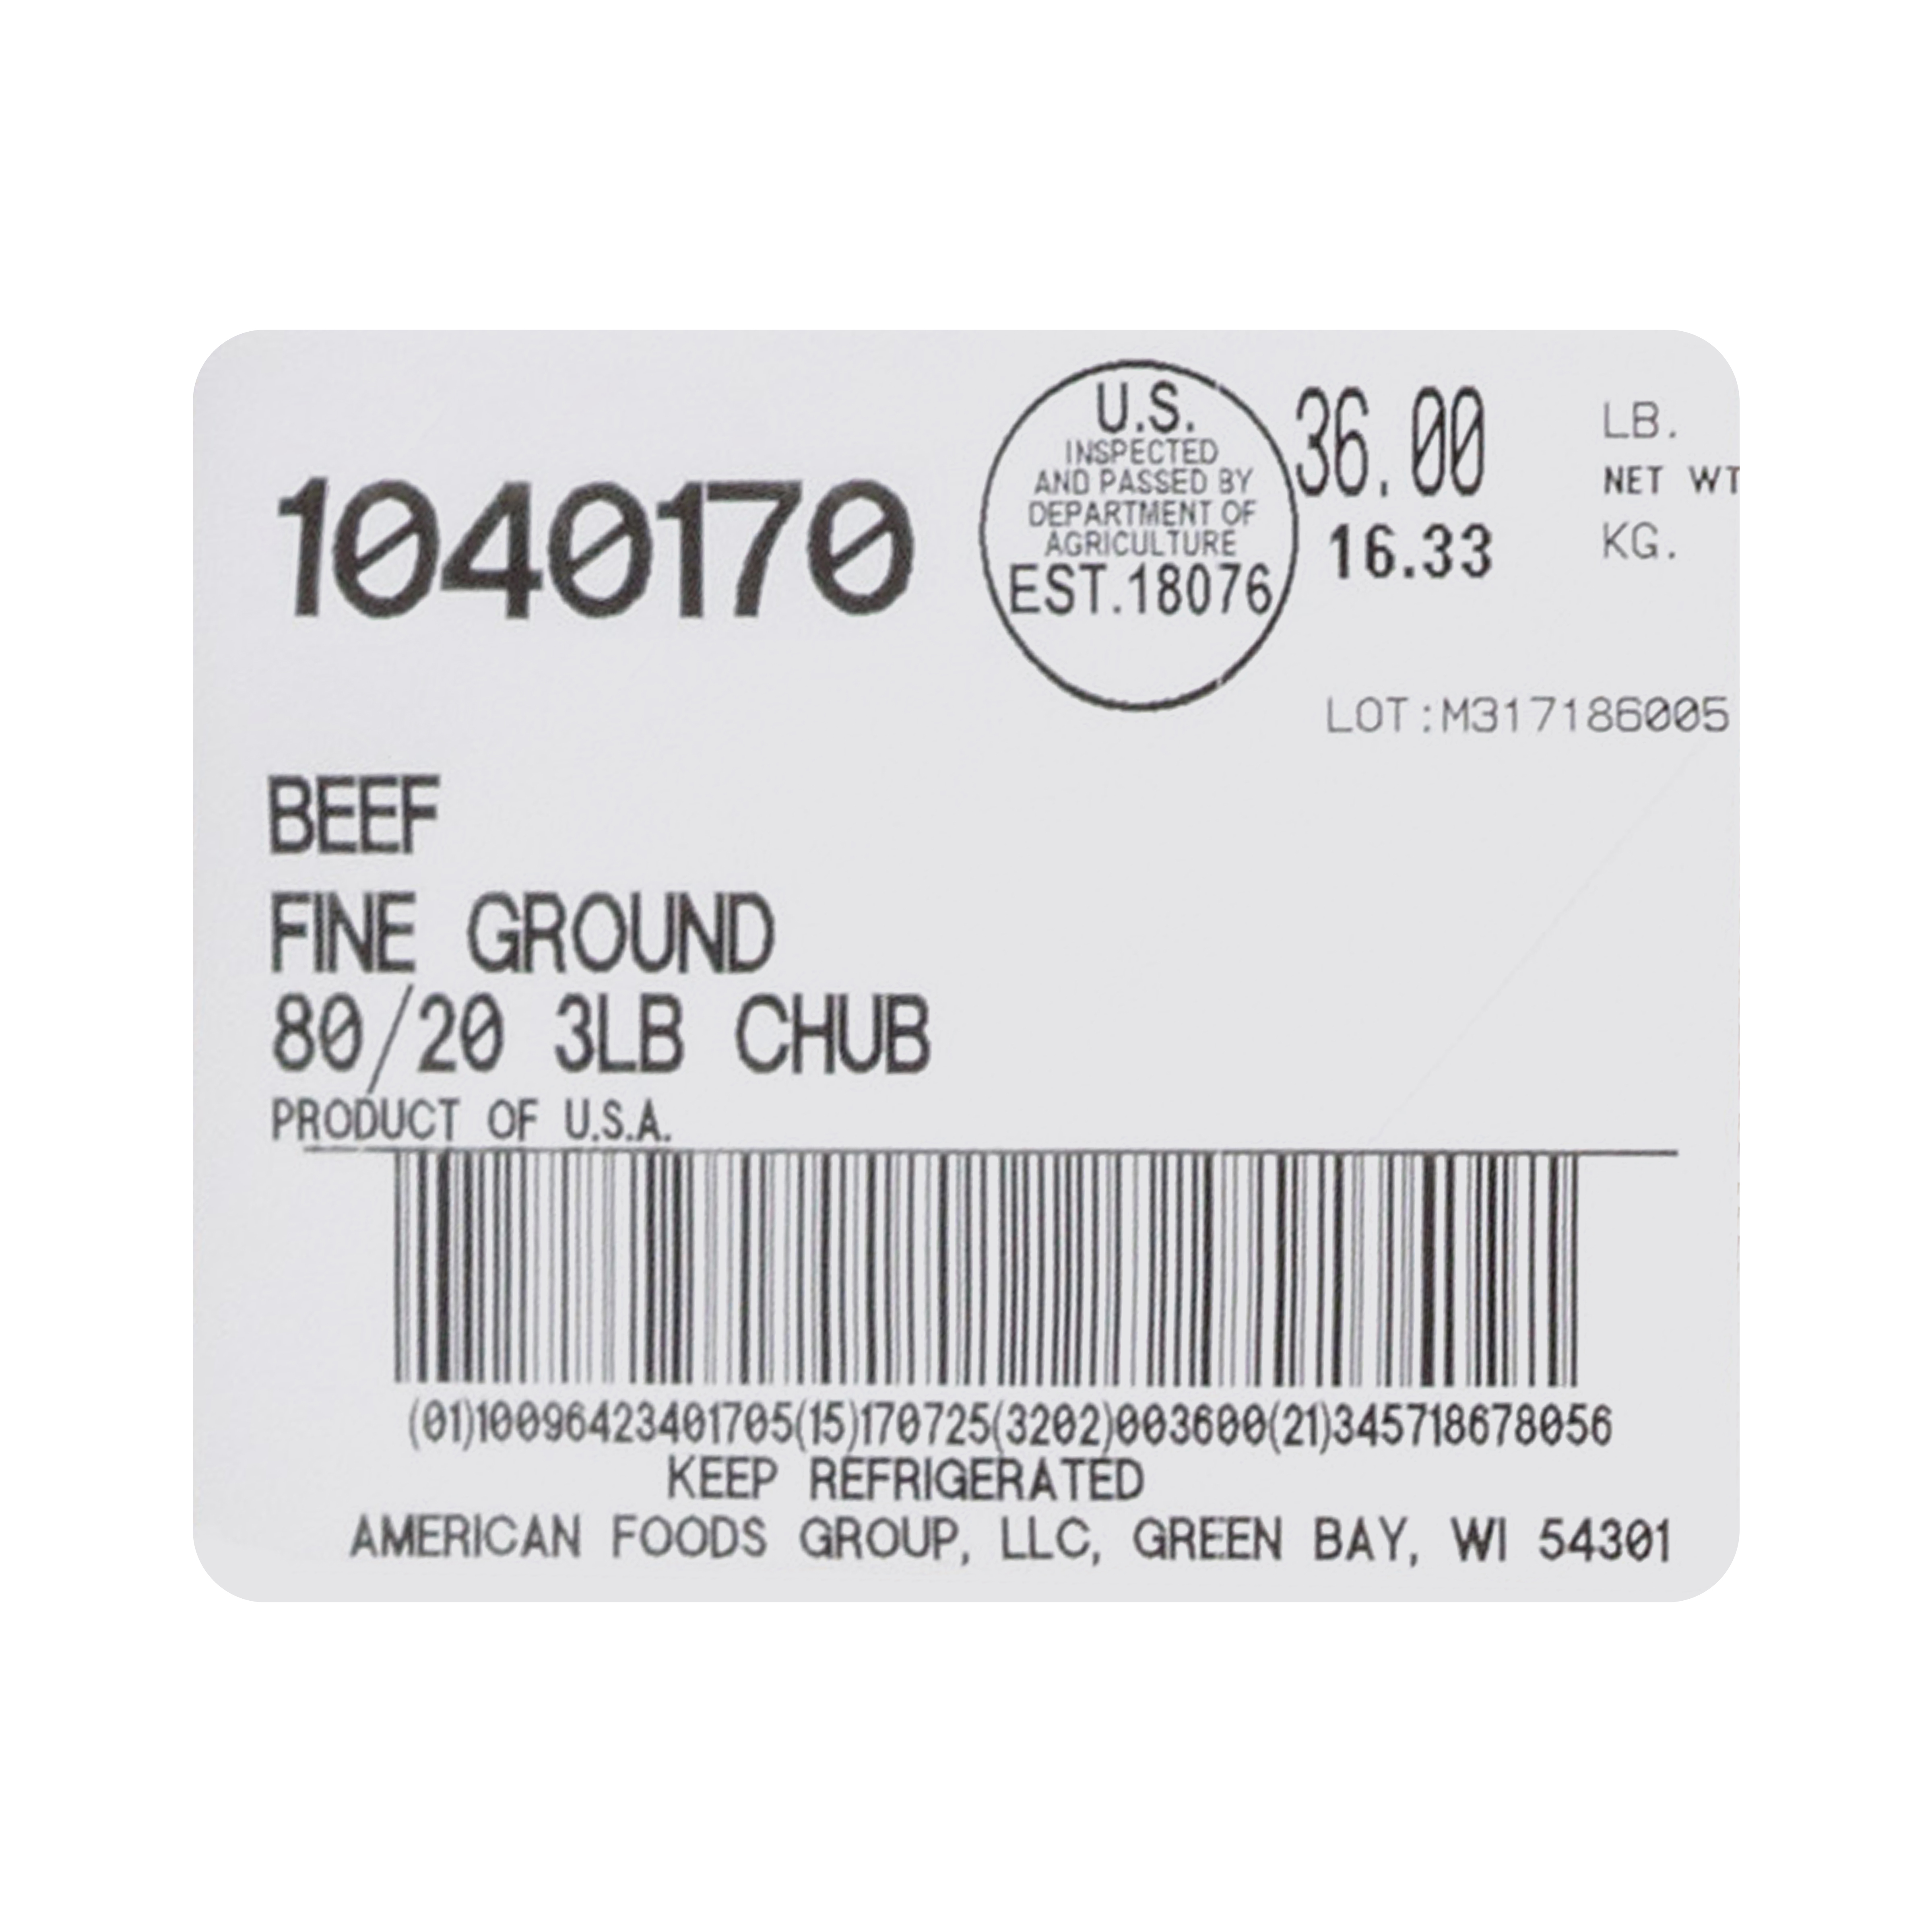 1040170
U.S.
INSPECTED
AND PASSED BY
DEPARTMENT OF
AGRICULTURE
EST.18076
36.00 LB.
NET WT
16.33 KG.
LOT:M317186005
BEEF
FINE GROUND
80/20 3LB CHUB
PRODUCT OF U.S.A.
(01)10096423401705(15)170725(3202)003600(21)345718678056
KEEP REFRIGERATED
AMERICAN FOODS GROUP, LLC, GREEN BAY, WI 54301